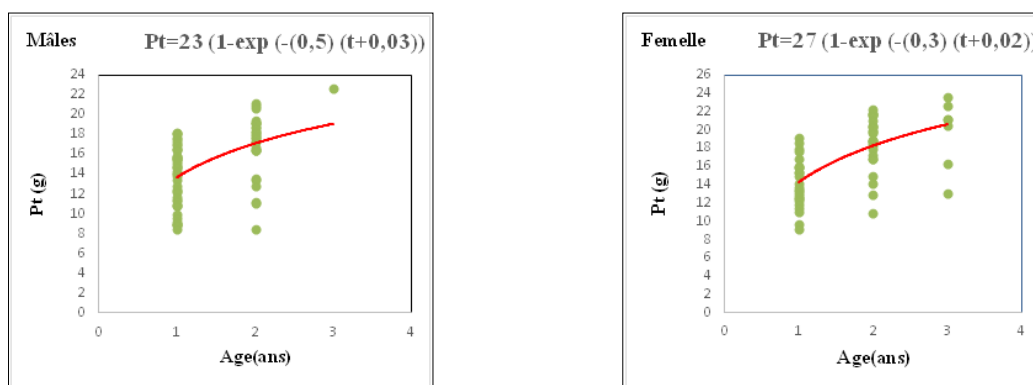 Mâles
Pt=23 (1-exp (-(0,5) (t+0,03))
Pt (g)
24
22
20
18
16
14
12
10
8
6
4
2
0
0 1 2 3 4
Age(ans)
Femelle
Pt=27 (1-exp (-(0,3) (t+0,02))
Pt (g)
26
24
22
20
18
16
14
12
10
8
6
4
2
0
0 1 2 3 4
Age(ans)